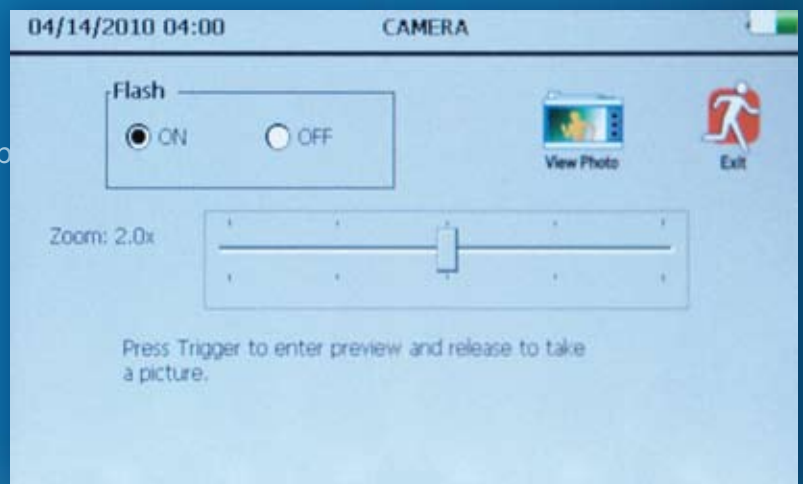 04/14/2010 04:00 CAMERA
Flash
ON OFF
View Photo
Exit
Zoom: 2.0x
Press Trigger to enter preview and release to take
a picture.